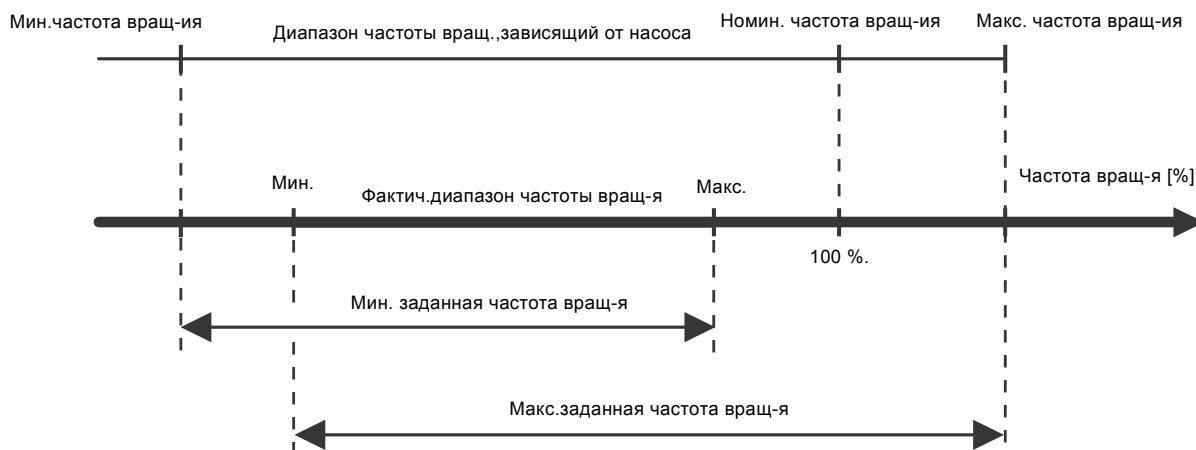 Мин.частота вращ-ия
Диапазон частоты вращ.,зависящий от насоса
Номин. частота вращ-ия
Макс. частота вращ-ия
Мин.
Фактич.диапазон частоты вращ-я
Макс.
Частота вращ-я [%]
100 %.
Мин. заданная частота вращ-я
Макс.заданная частота вращ-я